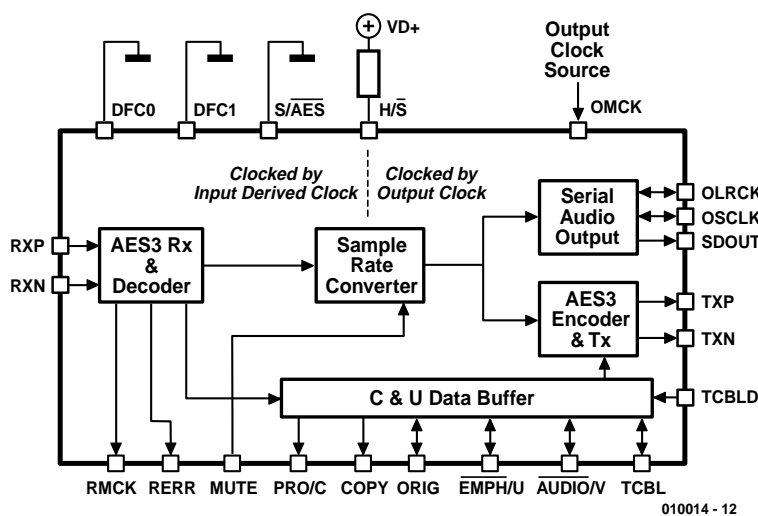 VD+
Output
Clock
Source
DFC0 DFC1 S/AES H/S OMCK
Clocked by
Input Derived Clock
Clocked by
Output Clock
Serial
Audio
Output
OLRCK
OSCLK
SDOUT
RXP
RXN
AES3 Rx
&
Decoder
Sample
Rate
Converter
AES3
Encoder
& Tx
TXP
TXN
C & U Data Buffer
TCBLD
RMCK RERR MUTE PRO/C COPY ORIG EMPH/U AUDIO/V TCBL
010014 - 12